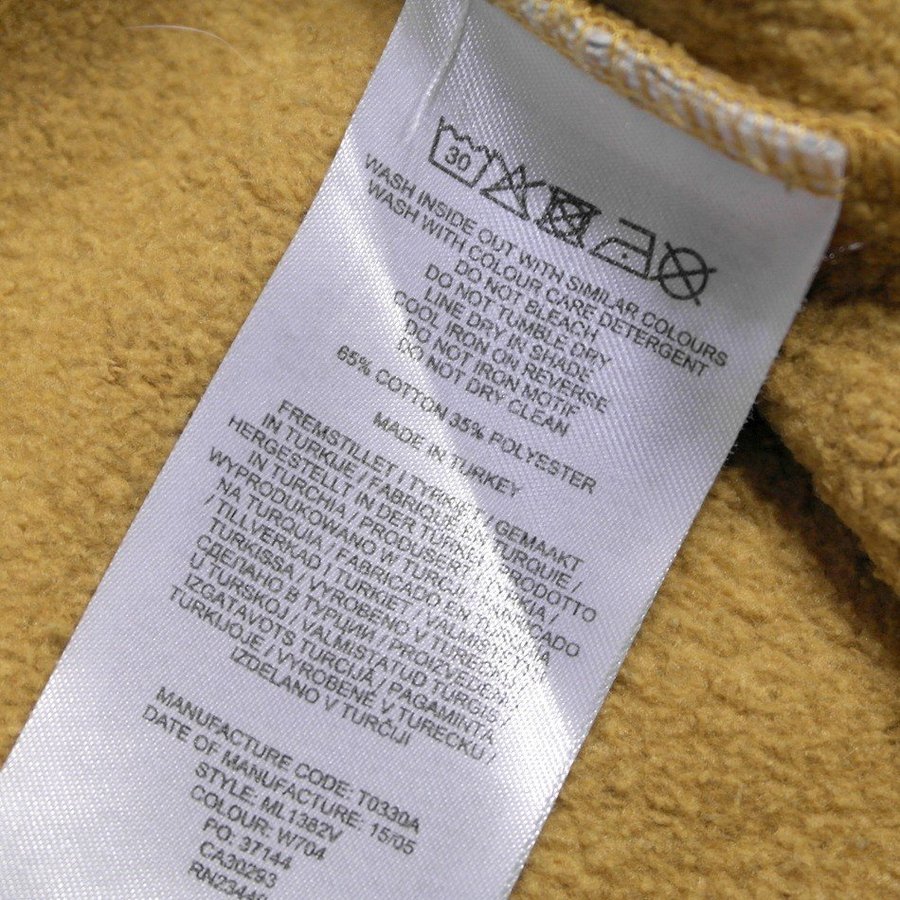 30
WASH INSIDE OUT WITH SIMILAR COLOURS
WASH WITH COLOUR CARE DETERGENT
DO NOT BLEACH
DO NOT TUMBLE DRY
LINE DRY IN SHADE
COOL IRON ON REVERSE
DO NOT IRON MOTIF
DO NOT DRY CLEAN
65% COTTON 35% POLYESTER
MADE IN TURKEY
FREMSTILLET I TYRKIET / GEMAAKT
IN TURKIJE / FABRIQUE EN TURQUIE /
HERGESTELLT IN DER TURKEI / PRODOTTO
IN TURCHIA / PRODUSERT I TYRKIA /
WYPRODUKOWANO W TURCJI / FABRICADO
NA TURQUIA / FABRICADO EN TURQUIA
/ TILLVERKAD I TURKIET / VALMISTETTU
TURKISSA / VYROBENO V TURECKU /
СДЕЛАНО В ТУРЦИИ / PROIZVEDENO
U TURSKOJ / VALMISTATUD TURGIS /
IZGATAVOTS TURCIJĀ / PAGAMINTA
TURKIJOJE / VYROBENÉ V TURECKU /
IZDELANO V TURČIJI
MANUFACTURE CODE: T0330A
DATE OF MANUFACTURE: 15/05
STYLE: ML1382V
COLOUR: W704
PO: 37144
CA30293